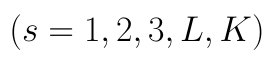 (s = 1, 2, 3, L, K)